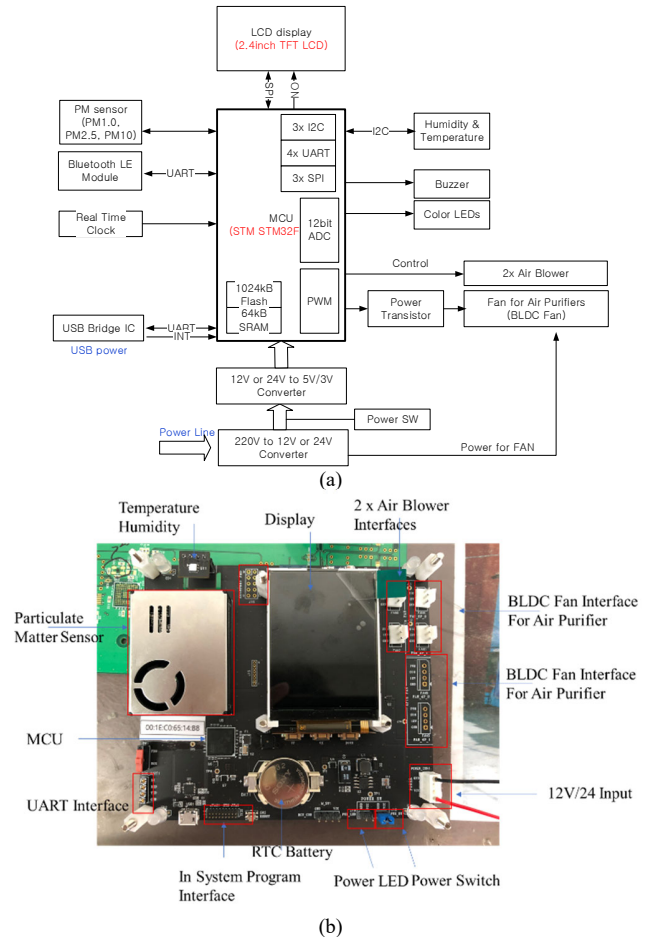 LCD display
(2.4inch TFT LCD)
SPI
ON
PM sensor
(PM1.0,
PM2.5, PM10)
Bluetooth LE
Module
UART
Real Time
Clock
USB Bridge IC
USB power
UART
INT
3x I2C
4x UART
3x SPI
MCU
(STM STM32F
12bit
ADC
1024kB
Flash
64kB
SRAM
PWM
I2C
Humidity &
Temperature
Buzzer
Color LEDs
Control
2x Air Blower
Power
Transistor
Fan for Air Purifiers
(BLDC Fan)
12V or 24V to 5V/3V
Converter
Power SW
Power Line
220V to 12V or 24V
Converter
Power for FAN
(a)
Temperature
Humidity
Display
2 x Air Blower
Interfaces
Particulate
Matter Sensor
BLDC Fan Interface
For Air Purifier
BLDC Fan Interface
For Air Purifier
00:1E:C0:65:14:BB
MCU
UART Interface
12V/24 Input
RTC Battery
In System Program
Interface
Power LED
Power Switch
(b)